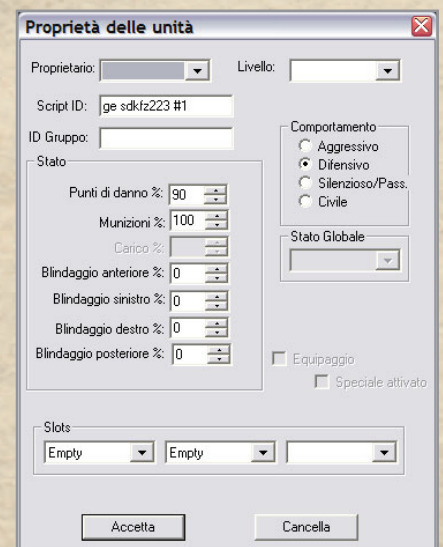 Proprietà delle unità
Proprietario: Livello:
Script ID: ge sdkfz223 #1
ID Gruppo:
Comportamento
Aggressivo
Difensivo
Silenzioso/Pass.
Civile
Stato
Punti di danno %: 90
Munizioni %: 100
Carico %:
Blindaggio anteriore %: 0
Blindaggio sinistro %: 0
Blindaggio destro %: 0
Blindaggio posteriore %: 0
Stato Globale
Equipaggio
Speciale attivato
Slots
Empty Empty
Accetta Cancella